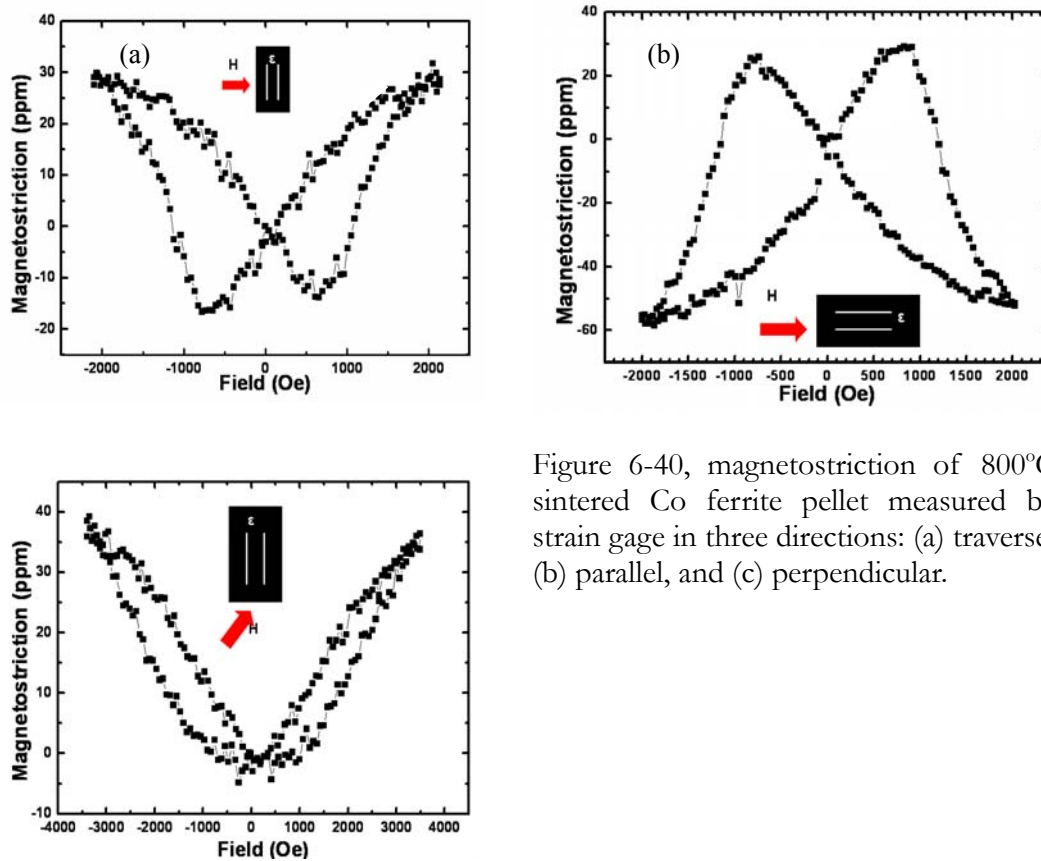 40
30
20
10
0
-10
-20
-2000 -1000 0 1000 2000
Magnetostriction (ppm)
Field (Oe)
(a)
H
ε
40
20
0
-20
-40
-60
-2000 -1500 -1000 -500 0 500 1000 1500 2000
Magnetostriction (ppm)
Field (Oe)
(b)
H
ε
40
30
20
10
0
-10
-4000 -3000 -2000 -1000 0 1000 2000 3000 4000
Magnetostriction (ppm)
Field (Oe)
ε
H
Figure 6-40, magnetostriction of 800°C
sintered Co ferrite pellet measured b
strain gage in three directions: (a) traverse
(b) parallel, and (c) perpendicular.